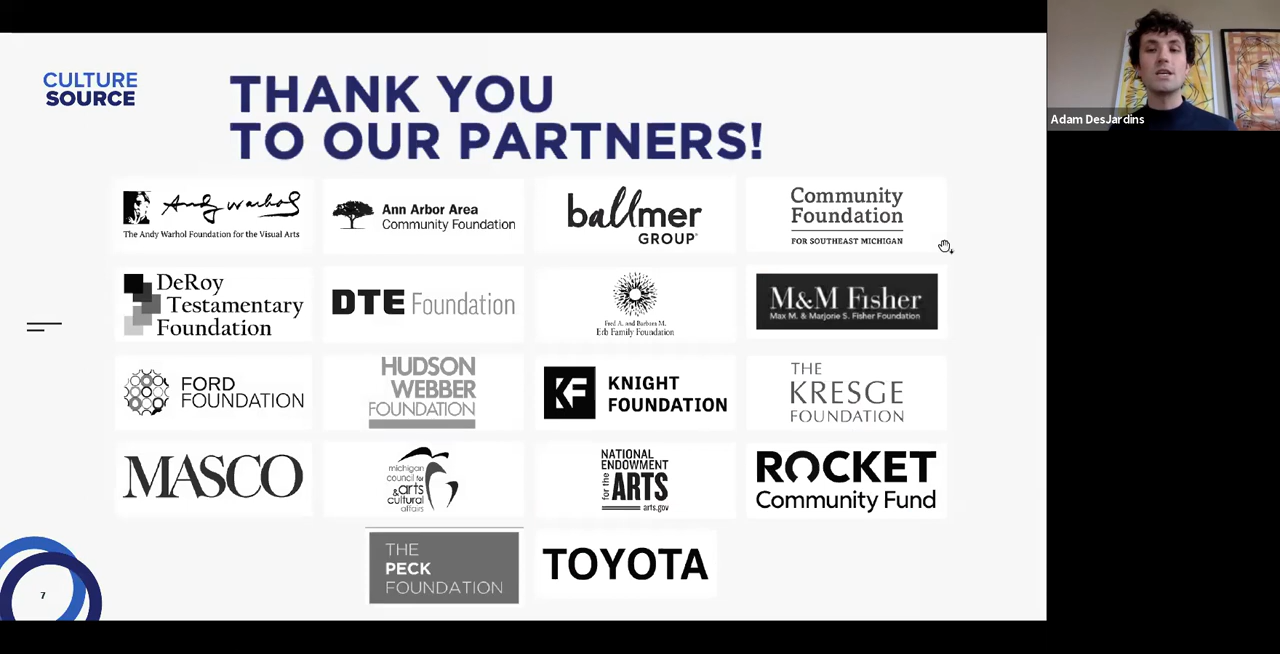 CULTURE
SOURCE
THANK YOU
TO OUR PARTNERS!
Adam DesJardins
Andy Warhol
The Andy Warhol Foundation for the Visual Arts
Ann Arbor Area
Community Foundation
ballmer
GROUP
Community
Foundation
FOR SOUTHEAST MICHIGAN
DeRoy
Testamentary
Foundation
DTE Foundation
Fred A. and Barbara M.
Erb Family Foundation
M&M Fisher
Max M. & Marjorie S. Fisher Foundation
FORD
FOUNDATION
HUDSON
WEBBER
FOUNDATION
KF
KNIGHT
FOUNDATION
THE
KRESGE
FOUNDATION
MASCO
michigan
council for
& arts
cultural
affairs
NATIONAL
ENDOWMENT
for the ARTS
arts.gov
ROCKET
Community Fund
THE
PECK
FOUNDATION
TOYOTA
7